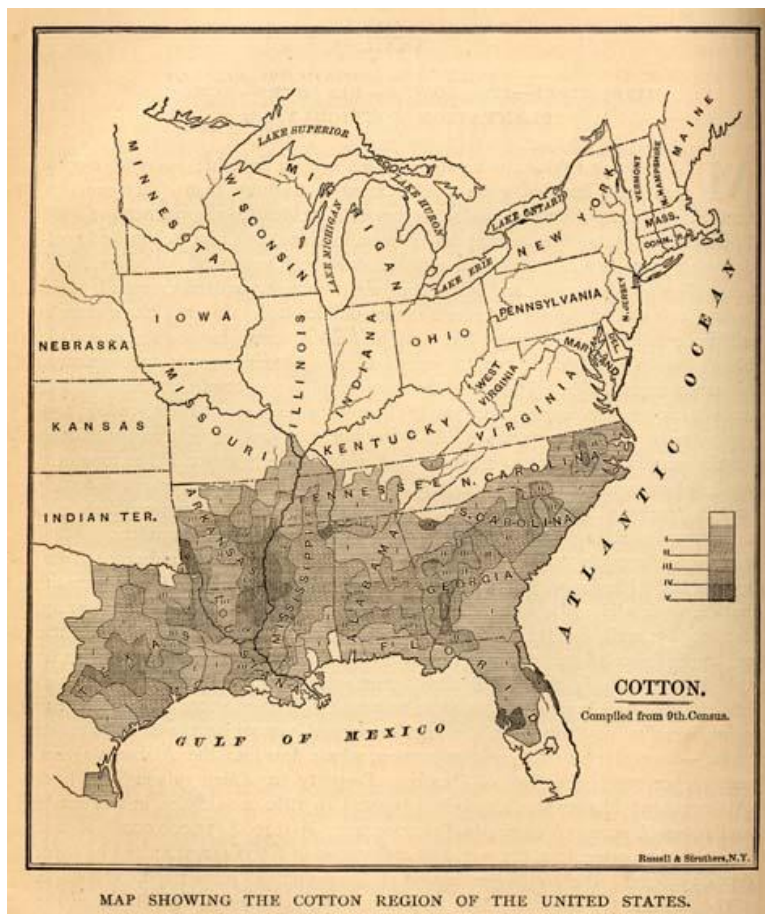 LAKE SUPERIOR
MINNESOTA
WISCONSIN
MICHIGAN
LAKE MICHIGAN
LAKE HURON
LAKE ONTARIO
LAKE ERIE
NEW YORK
VERMONT
N. HAMPSHIRE
MAINE
MASS.
CONN.
R.I.
IOWA
NEBRASKA
ILLINOIS
INDIANA
OHIO
PENNSYLVANIA
N. JERSEY
MARYLAND
DEL.
WEST VIRGINIA
VIRGINIA
KANSAS
MISSOURI
KENTUCKY
INDIAN TER.
ARKANSAS
TENNESSEE
N. CAROLINA
S. CAROLINA
GEORGIA
ALABAMA
MISSISSIPPI
LOUISIANA
TEXAS
FLORIDA
ATLANTIC OCEAN
GULF OF MEXICO
I
II
III
IV
V
COTTON.
Compiled from 9th.Census.
Russell & Struthers,N.Y.
MAP SHOWING THE COTTON REGION OF THE UNITED STATES.